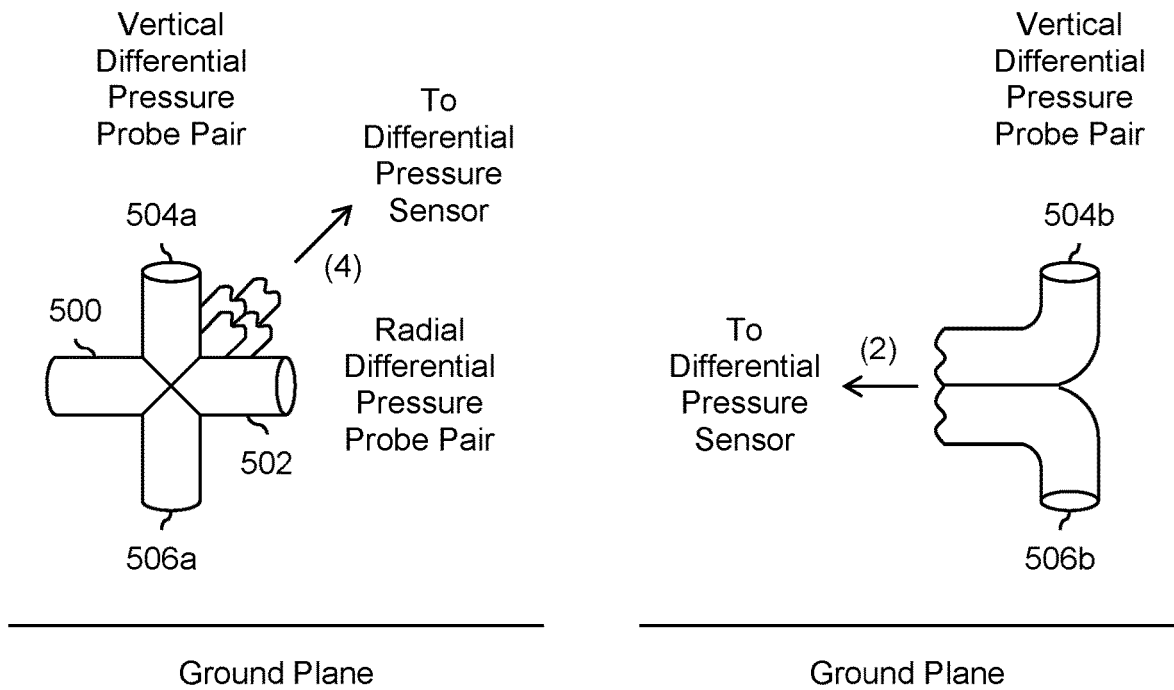 Vertical
Differential
Pressure
Probe Pair
To
Differential
Pressure
Sensor
504a
(4)
500
Radial
Differential
Pressure
Probe Pair
502
506a
Ground Plane
Vertical
Differential
Pressure
Probe Pair
504b
To
Differential
Pressure
Sensor
(2)
506b
Ground Plane